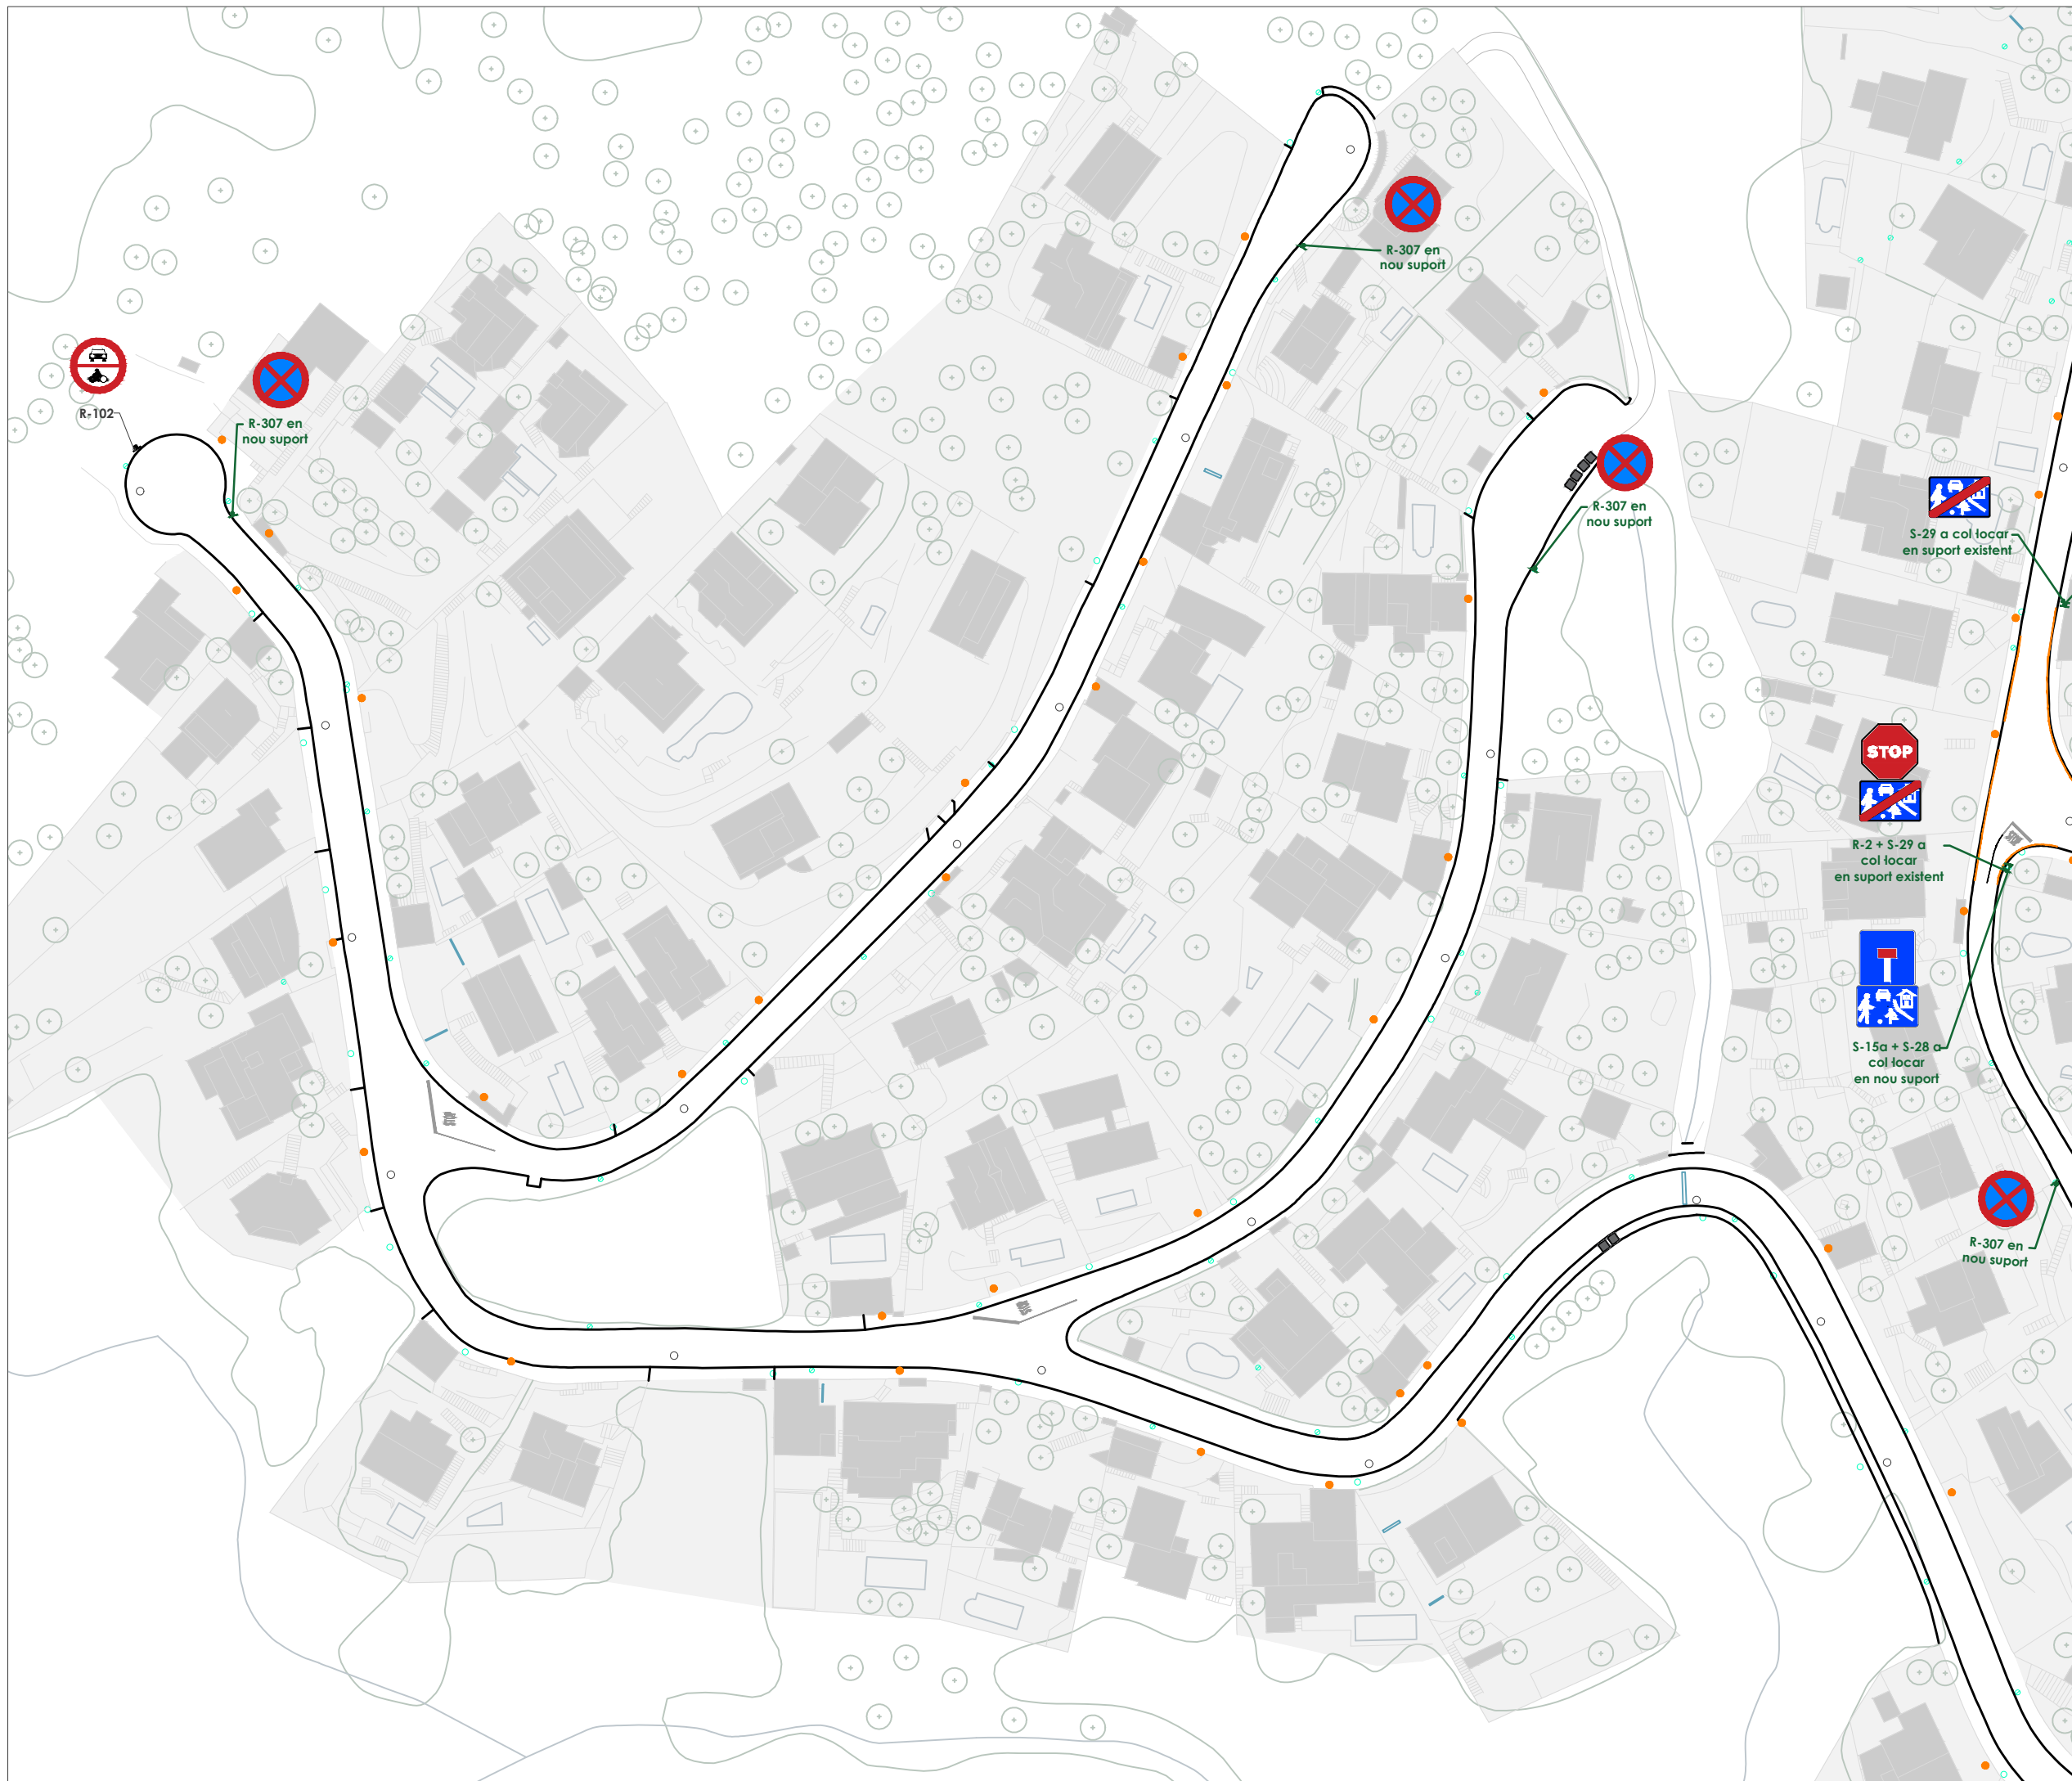 R-307 en
nou suport
R-102
R-307 en
nou suport
R-307 en
nou suport
S-29 a col·locar
en suport existent
STOP
R-2 + S-29 a
col·locar
en suport existent
S-15a + S-28 a
col·locar
en nou suport
R-307 en
nou suport